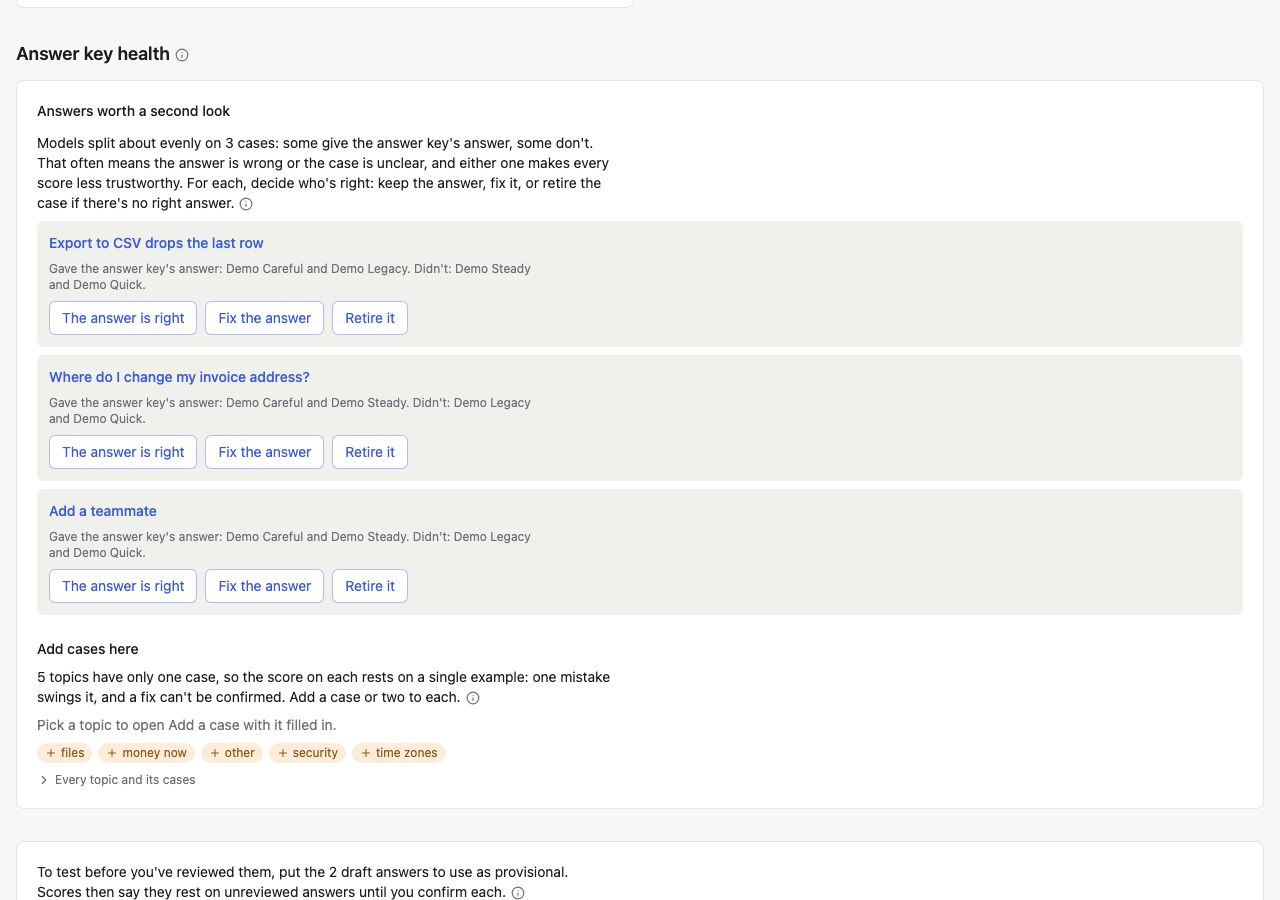 Answer key health
Answers worth a second look
Models split about evenly on 3 cases: some give the answer key's answer, some don't.
That often means the answer is wrong or the case is unclear, and either one makes every
score less trustworthy. For each, decide who's right: keep the answer, fix it, or retire the
case if there's no right answer.
Export to CSV drops the last row
Gave the answer key's answer: Demo Careful and Demo Legacy. Didn't: Demo Steady
and Demo Quick.
The answer is right Fix the answer Retire it
Where do I change my invoice address?
Gave the answer key's answer: Demo Careful and Demo Steady. Didn't: Demo Legacy
and Demo Quick.
The answer is right Fix the answer Retire it
Add a teammate
Gave the answer key's answer: Demo Careful and Demo Steady. Didn't: Demo Legacy
and Demo Quick.
The answer is right Fix the answer Retire it
Add cases here
5 topics have only one case, so the score on each rests on a single example: one mistake
swings it, and a fix can't be confirmed. Add a case or two to each.
Pick a topic to open Add a case with it filled in.
+ files + money now + other + security + time zones
Every topic and its cases
To test before you've reviewed them, put the 2 draft answers to use as provisional.
Scores then say they rest on unreviewed answers until you confirm each.